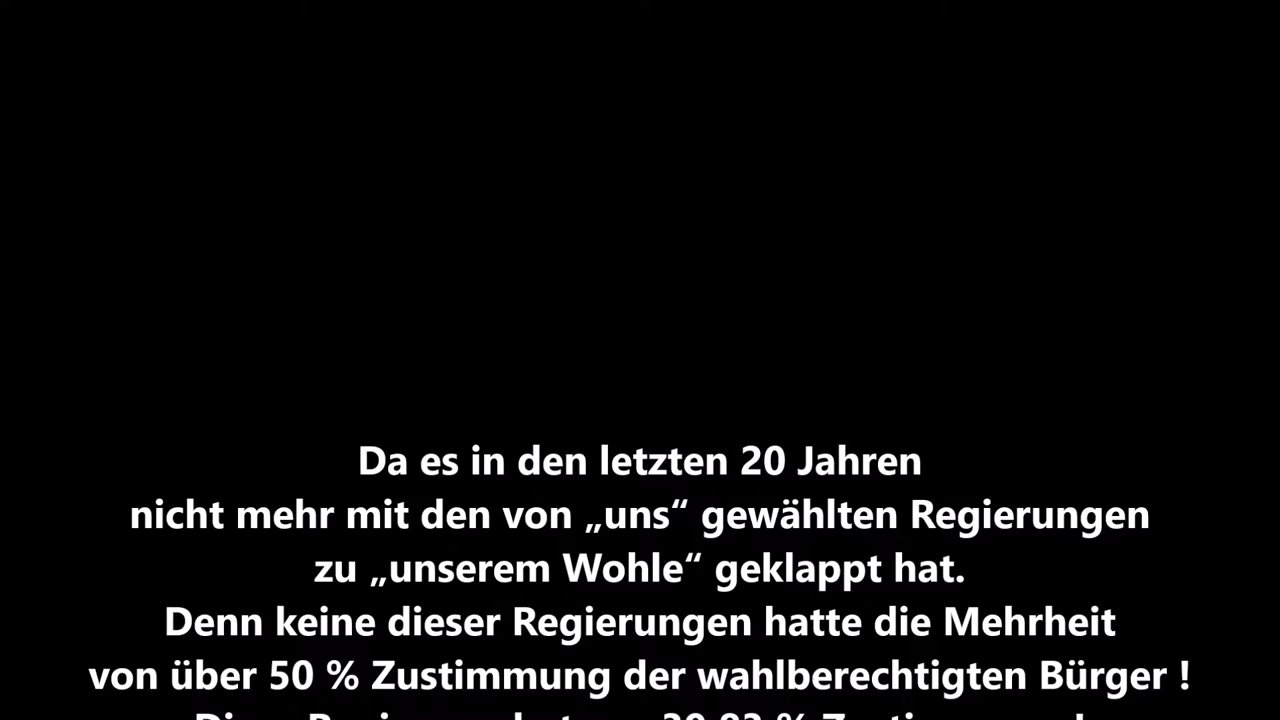 Da es in den letzten 20 Jahren
nicht mehr mit den von „uns“ gewählten Regierungen
zu „unserem Wohle“ geklappt hat.
Denn keine dieser Regierungen hatte die Mehrheit
von über 50 % Zustimmung der wahlberechtigten Bürger !